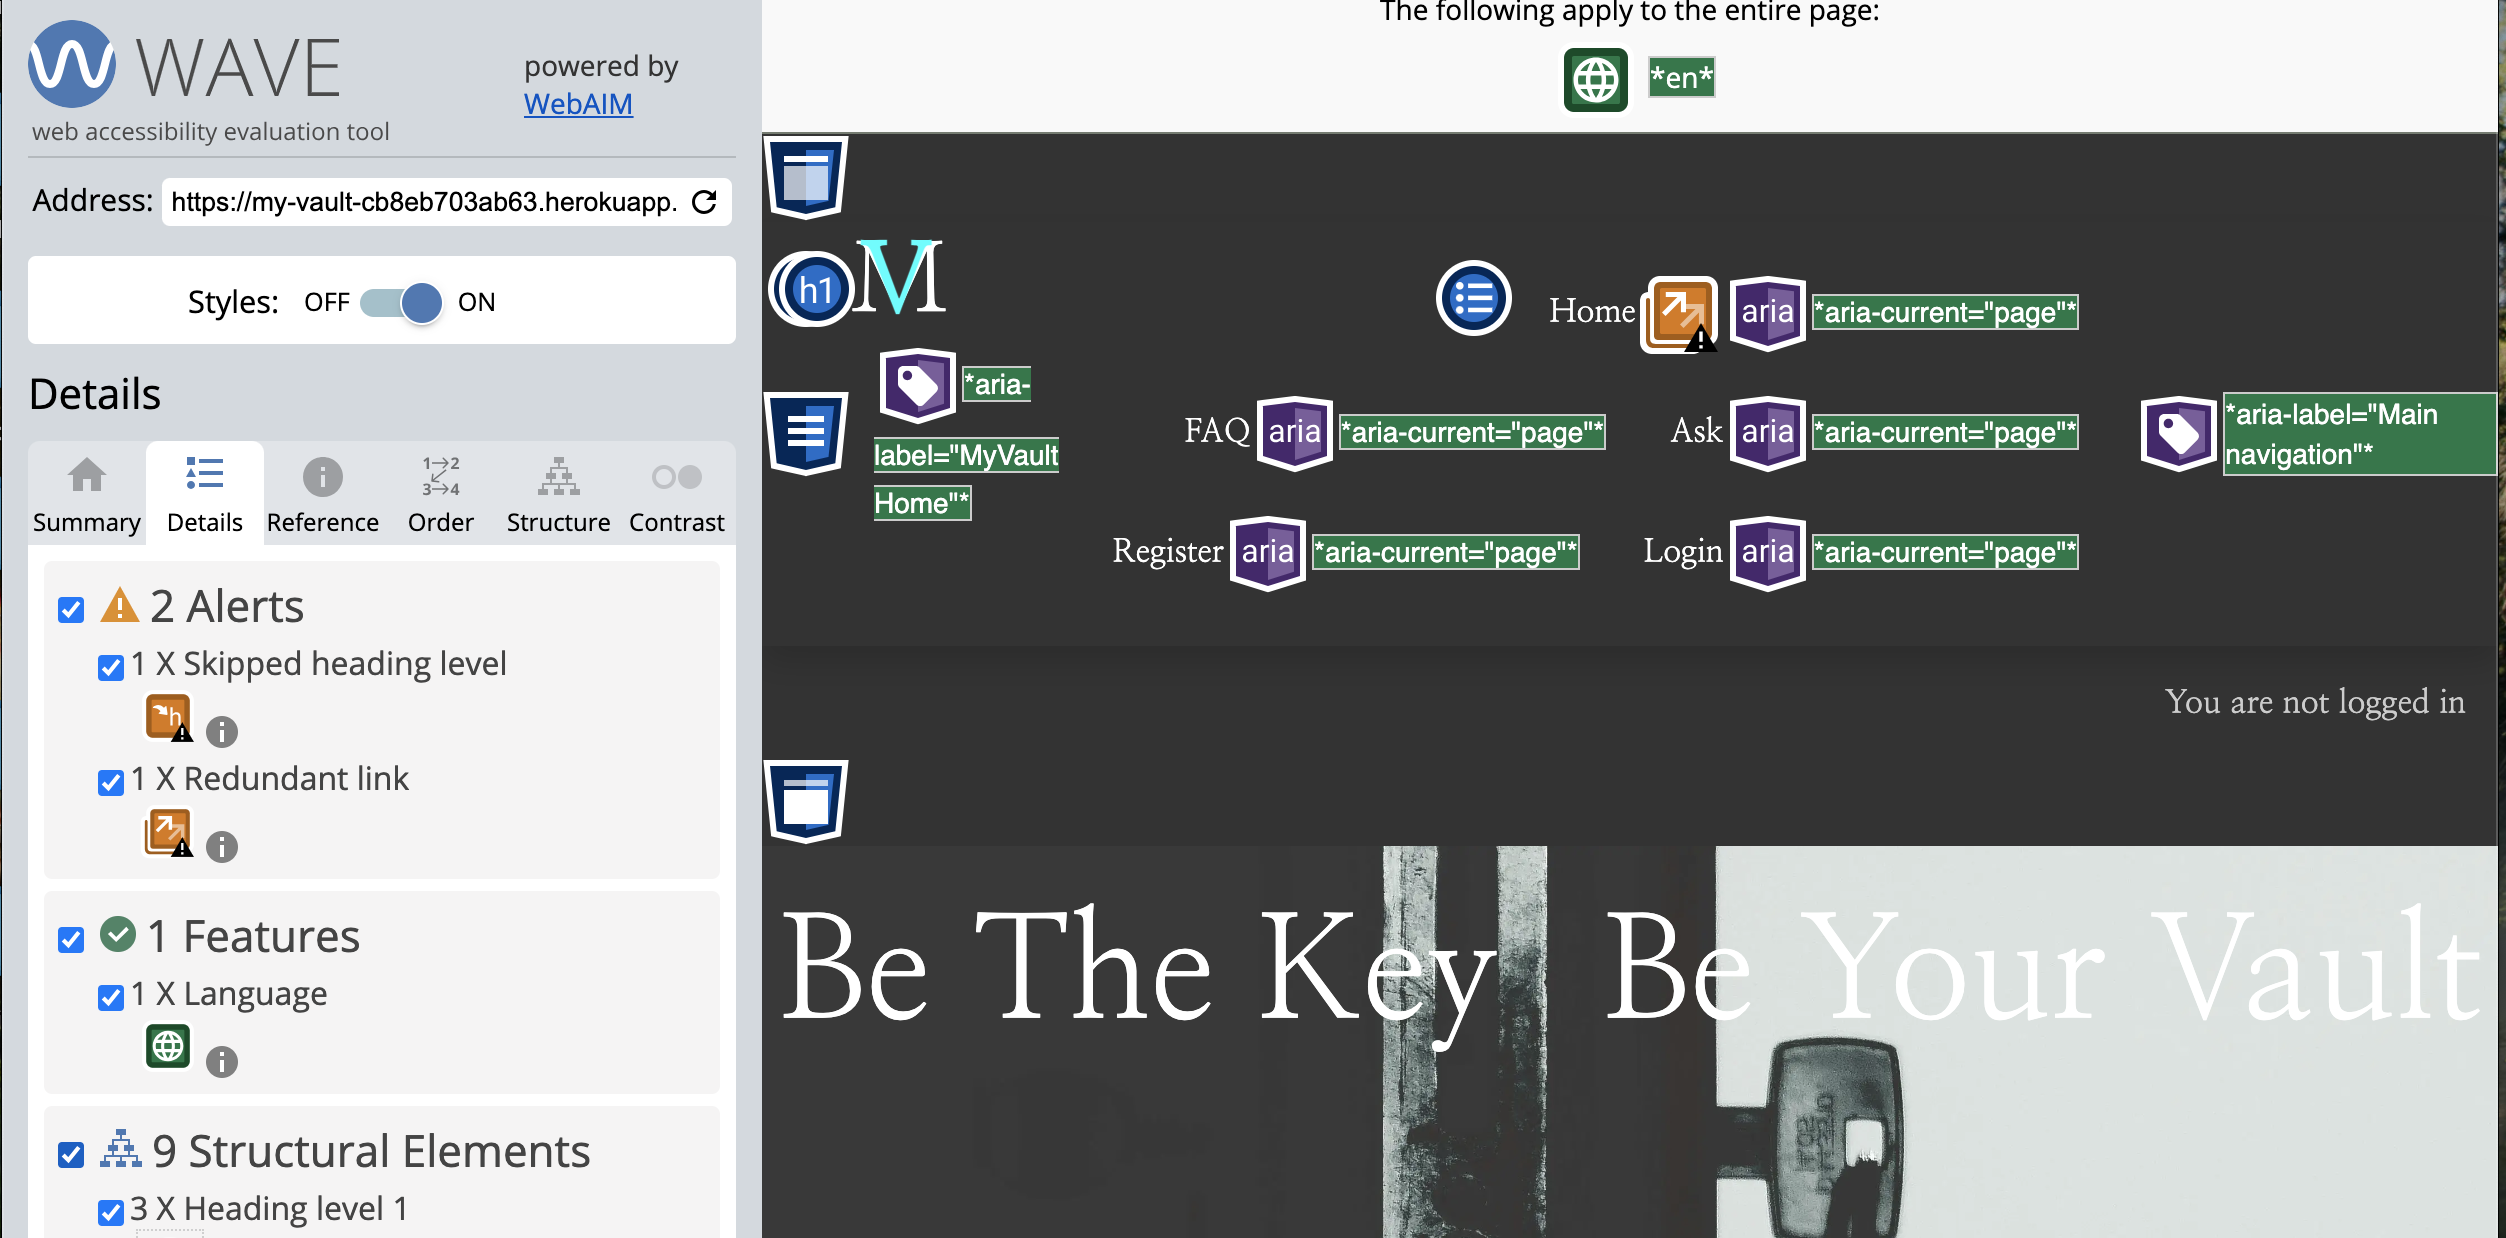 WAVE
powered by
WebAIM
web accessibility evaluation tool
Address: https://my-vault-cb8eb703ab63.herokuapp.
Styles: OFF ON
Details
Summary Details Reference Order Structure Contrast
2 Alerts
1 X Skipped heading level
1 X Redundant link
1 Features
1 X Language
9 Structural Elements
3 X Heading level 1
The following apply to the entire page:
*en*
h1 MV
Home aria *aria-current="page"*
*aria-
label="MyVault
Home"*
FAQ aria *aria-current="page"* Ask aria *aria-current="page"*
*aria-label="Main
navigation"*
Register aria *aria-current="page"* Login aria *aria-current="page"*
You are not logged in
Be The Key Be Your Vault